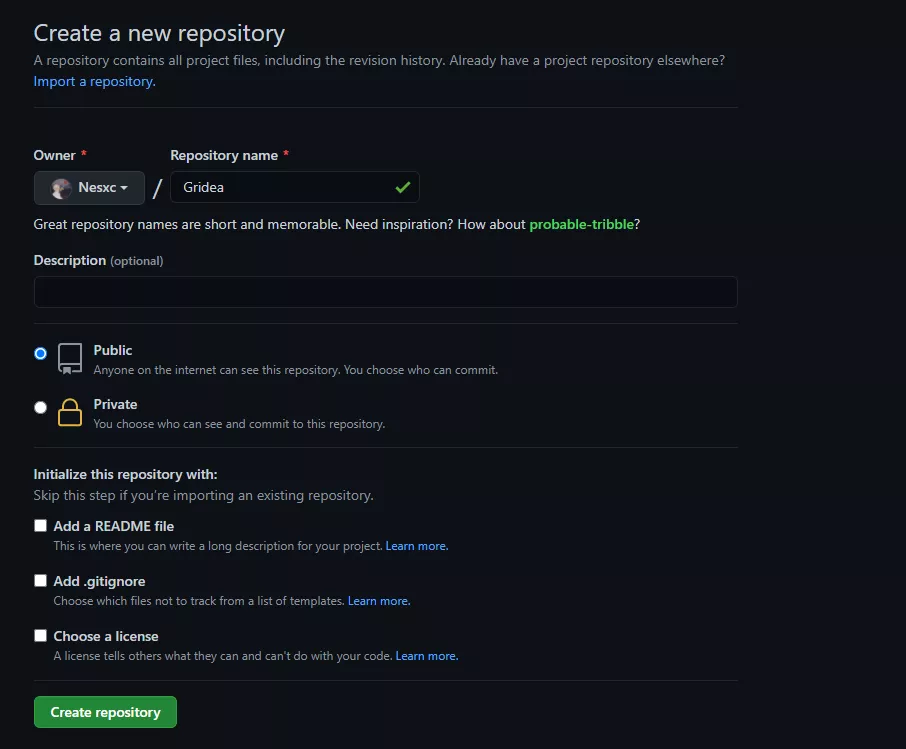 Create a new repository
A repository contains all project files, including the revision history. Already have a project repository elsewhere?
Import a repository.
Owner * Repository name *
Nesxc / Gridea
Great repository names are short and memorable. Need inspiration? How about probable-tribble?
Description (optional)
Public
Anyone on the internet can see this repository. You choose who can commit.
Private
You choose who can see and commit to this repository.
Initialize this repository with:
Skip this step if you're importing an existing repository.
Add a README file
This is where you can write a long description for your project. Learn more.
Add .gitignore
Choose which files not to track from a list of templates. Learn more.
Choose a license
A license tells others what they can and can't do with your code. Learn more.
Create repository